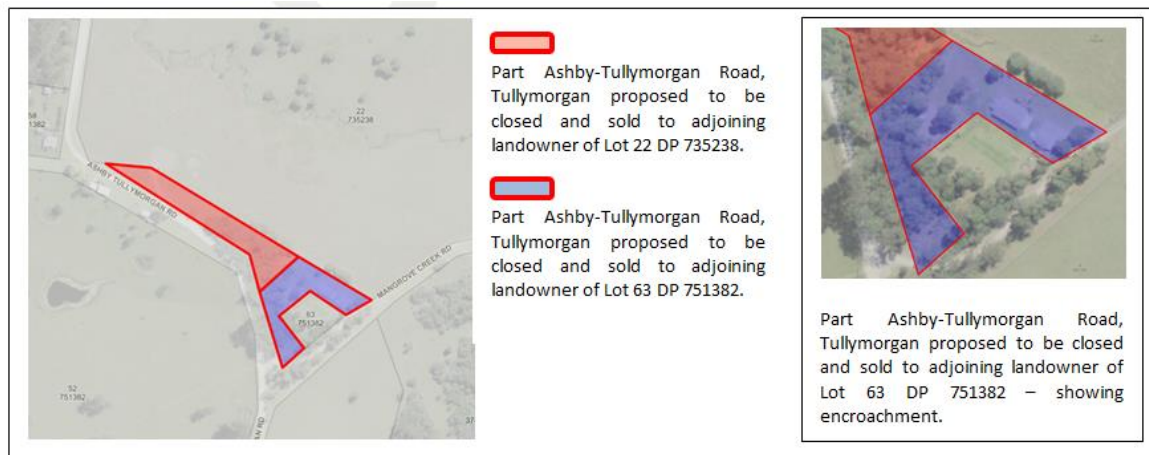 22
735238
58
1382
ASHBY TULLYMORGAN RD
MANGROVE CREEK RD
63
751382
52
751382
AN RD
37
Part Ashby-Tullymorgan Road,
Tullymorgan proposed to be
closed and sold to adjoining
landowner of Lot 22 DP 735238.
Part Ashby-Tullymorgan Road,
Tullymorgan proposed to be
closed and sold to adjoining
landowner of Lot 63 DP 751382.
Part Ashby-Tullymorgan Road,
Tullymorgan proposed to be closed
and sold to adjoining landowner of
Lot 63 DP 751382 – showing
encroachment.